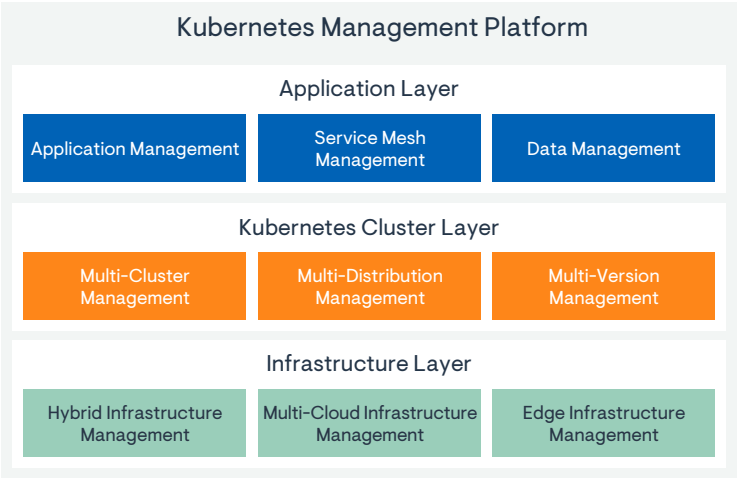 Kubernetes Management Platform
Application Layer
Application Management
Service Mesh
Management
Data Management
Kubernetes Cluster Layer
Multi-Cluster
Management
Multi-Distribution
Management
Multi-Version
Management
Infrastructure Layer
Hybrid Infrastructure
Management
Multi-Cloud Infrastructure
Management
Edge Infrastructure
Management